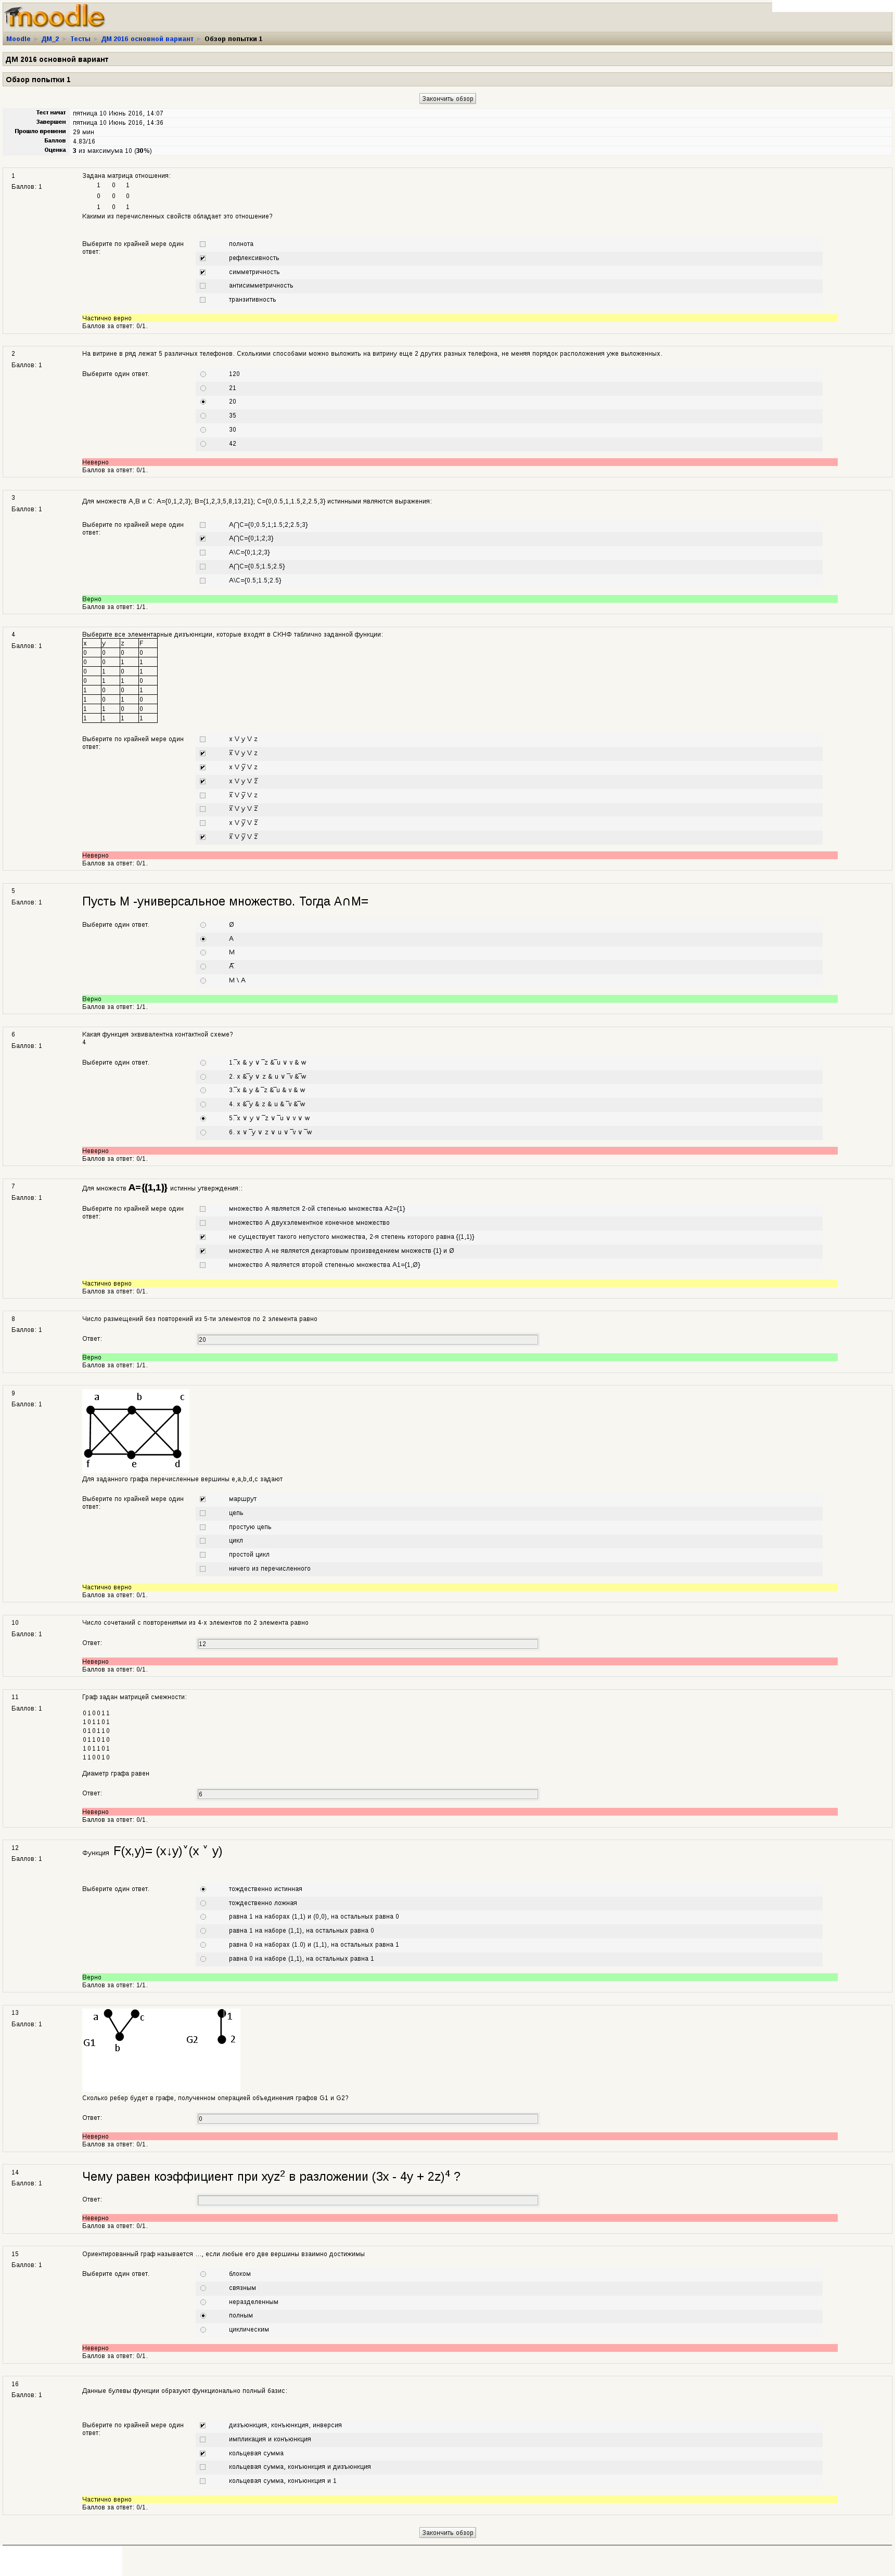 moodle
Moodle ► ДМ_2 ► Тесты ► ДМ 2016 основной вариант ► Обзор попытки 1
ДМ 2016 основной вариант
Обзор попытки 1
Закончить обзор
Тест начат пятница 10 Июнь 2016, 14:07
Завершен пятница 10 Июнь 2016, 14:36
Прошло времени 29 мин
Баллов 4.83/16
Оценка 3 из максимума 10 (30%)
1
Баллов: 1
Задана матрица отношения:
1 0 1
0 0 0
1 0 1
Какими из перечисленных свойств обладает это отношение?
Выберите по крайней мере один ответ:
полнота
рефлексивность
симметричность
антисимметричность
транзитивность
Частично верно
Баллов за ответ: 0/1.
2
Баллов: 1
На витрине в ряд лежат 5 различных телефонов. Сколькими способами можно выложить на витрину еще 2 других разных телефона, не меняя порядок расположения уже выложенных.
Выберите один ответ.
120
21
20
35
30
42
Неверно
Баллов за ответ: 0/1.
3
Баллов: 1
Для множеств A,B и C: A={0,1,2,3}; B={1,2,3,5,8,13,21}; C={0,0.5,1,1.5,2,2.5,3} истинными являются выражения:
Выберите по крайней мере один ответ:
A⋂C={0,0.5;1;1.5;2;2.5;3}
A⋂C={0;1;2;3}
A\C={0;1;2;3}
A⋂C={0.5;1.5;2.5}
A\C={0.5;1.5;2.5}
Верно
Баллов за ответ: 1/1.
4
Баллов: 1
Выберите все элементарные дизъюнкции, которые входят в СКНФ таблично заданной функции:
x y z F
0 0 0 0
0 0 1 1
0 1 0 1
0 1 1 0
1 0 0 1
1 0 1 0
1 1 0 0
1 1 1 1
Выберите по крайней мере один ответ:
x V y V z
x̅ V y V z
x V y̅ V z
x V y V z̅
x̅ V y̅ V z
x̅ V y V z̅
x V y̅ V z̅
x̅ V y̅ V z̅
Неверно
Баллов за ответ: 0/1.
5
Баллов: 1
Пусть M -универсальное множество. Тогда A∩M=
Выберите один ответ.
Ø
A
M
A̅
M \ A
Верно
Баллов за ответ: 1/1.
6
Баллов: 1
Какая функция эквивалентна контактной схеме?
4
Выберите один ответ.
1.‾x & y ∨ ‾z &‾u ∨ v & w
2. x &‾y ∨ z & u ∨ ‾v &‾w
3.‾x & y & ‾z &‾u & v & w
4. x &‾y & z & u & ‾v &‾w
5.‾x ∨ y ∨ ‾z ∨ ‾u ∨ v ∨ w
6. x ∨ ‾y ∨ z ∨ u ∨ ‾v ∨ ‾w
Неверно
Баллов за ответ: 0/1.
7
Баллов: 1
Для множеств A={(1,1)} истинны утверждения::
Выберите по крайней мере один ответ:
множество A является 2-ой степенью множества A2={1}
множество A двухэлементное конечное множество
не существует такого непустого множества, 2-я степень которого равна {(1,1)}
множество A не является декартовым произведением множеств {1} и Ø
множество A является второй степенью множества A1={1,Ø}
Частично верно
Баллов за ответ: 0/1.
8
Баллов: 1
Число размещений без повторений из 5-ти элементов по 2 элемента равно
Ответ: 20
Верно
Баллов за ответ: 1/1.
9
Баллов: 1
a b c
f e d
Для заданного графа перечисленные вершины e,a,b,d,c задают
Выберите по крайней мере один ответ:
маршрут
цепь
простую цепь
цикл
простой цикл
ничего из перечисленного
Частично верно
Баллов за ответ: 0/1.
10
Баллов: 1
Число сочетаний с повторениями из 4-х элементов по 2 элемента равно
Ответ: 12
Неверно
Баллов за ответ: 0/1.
11
Баллов: 1
Граф задан матрицей смежности:
0 1 0 0 1 1
1 0 1 1 0 1
0 1 0 1 1 0
0 1 1 0 1 0
1 0 1 1 0 1
1 1 0 0 1 0
Диаметр графа равен
Ответ: 6
Неверно
Баллов за ответ: 0/1.
12
Баллов: 1
Функция F(x,y)= (x↓y)˅(x ˅ y)
Выберите один ответ.
тождественно истинная
тождественно ложная
равна 1 на наборах (1,1) и (0,0), на остальных равна 0
равна 1 на наборе (1,1), на остальных равна 0
равна 0 на наборах (1.0) и (1,1), на остальных равна 1
равна 0 на наборе (1,1), на остальных равна 1
Верно
Баллов за ответ: 1/1.
13
Баллов: 1
a c 1
G1 b G2 2
Сколько ребер будет в графе, полученном операцией объединения графов G1 и G2?
Ответ: 0
Неверно
Баллов за ответ: 0/1.
14
Баллов: 1
Чему равен коэффициент при xyz² в разложении (3x - 4y + 2z)⁴ ?
Ответ:
Неверно
Баллов за ответ: 0/1.
15
Баллов: 1
Ориентированный граф называется ..., если любые его две вершины взаимно достижимы
Выберите один ответ.
блоком
связным
неразделенным
полным
циклическим
Неверно
Баллов за ответ: 0/1.
16
Баллов: 1
Данные булевы функции образуют функционально полный базис:
Выберите по крайней мере один ответ:
дизъюнкция, конъюнкция, инверсия
импликация и конъюнкция
кольцевая сумма
кольцевая сумма, конъюнкция и дизъюнкция
кольцевая сумма, конъюнкция и 1
Частично верно
Баллов за ответ: 0/1.
Закончить обзор